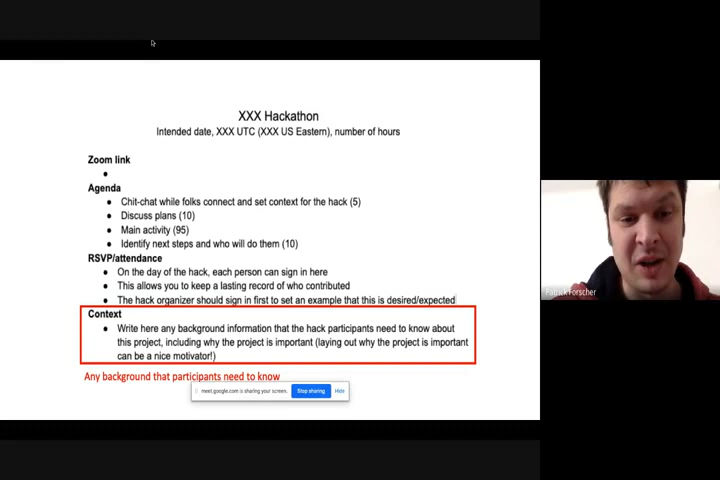 XXX Hackathon
Intended date, XXX UTC (XXX US Eastern), number of hours
Zoom link
●
Agenda
● Chit-chat while folks connect and set context for the hack (5)
● Discuss plans (10)
● Main activity (95)
● Identify next steps and who will do them (10)
RSVP/attendance
● On the day of the hack, each person can sign in here
● This allows you to keep a lasting record of who contributed
● The hack organizer should sign in first to set an example that this is desired/expected
Context
● Write here any background information that the hack participants need to know about
this project, including why the project is important (laying out why the project is important
can be a nice motivator!)
Any background that participants need to know
meet.google.com is sharing your screen.
Stop sharing
Hide
Patrick Forscher